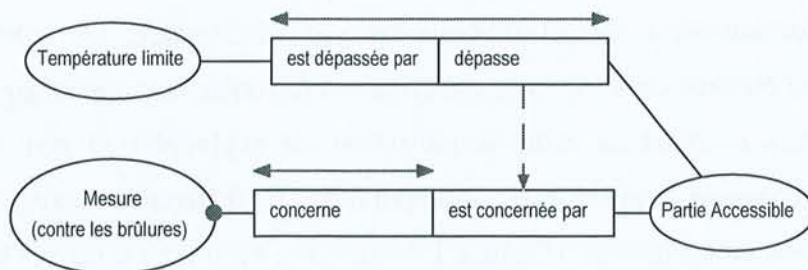 Température limite
est dépassée par
dépasse
Mesure
(contre les brûlures)
concerne
est concernée par
Partie Accessible